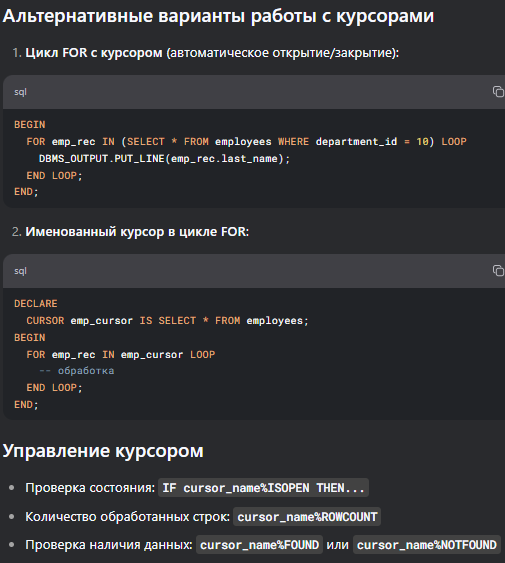 Альтернативные варианты работы с курсорами
1. Цикл FOR с курсором (автоматическое открытие/закрытие):
sql
BEGIN
  FOR emp_rec IN (SELECT * FROM employees WHERE department_id = 10) LOOP
    DBMS_OUTPUT.PUT_LINE(emp_rec.last_name);
  END LOOP;
END;
2. Именованный курсор в цикле FOR:
sql
DECLARE
  CURSOR emp_cursor IS SELECT * FROM employees;
BEGIN
  FOR emp_rec IN emp_cursor LOOP
    -- обработка
  END LOOP;
END;
Управление курсором
• Проверка состояния: IF cursor_name%ISOPEN THEN...
• Количество обработанных строк: cursor_name%ROWCOUNT
• Проверка наличия данных: cursor_name%FOUND или cursor_name%NOTFOUND